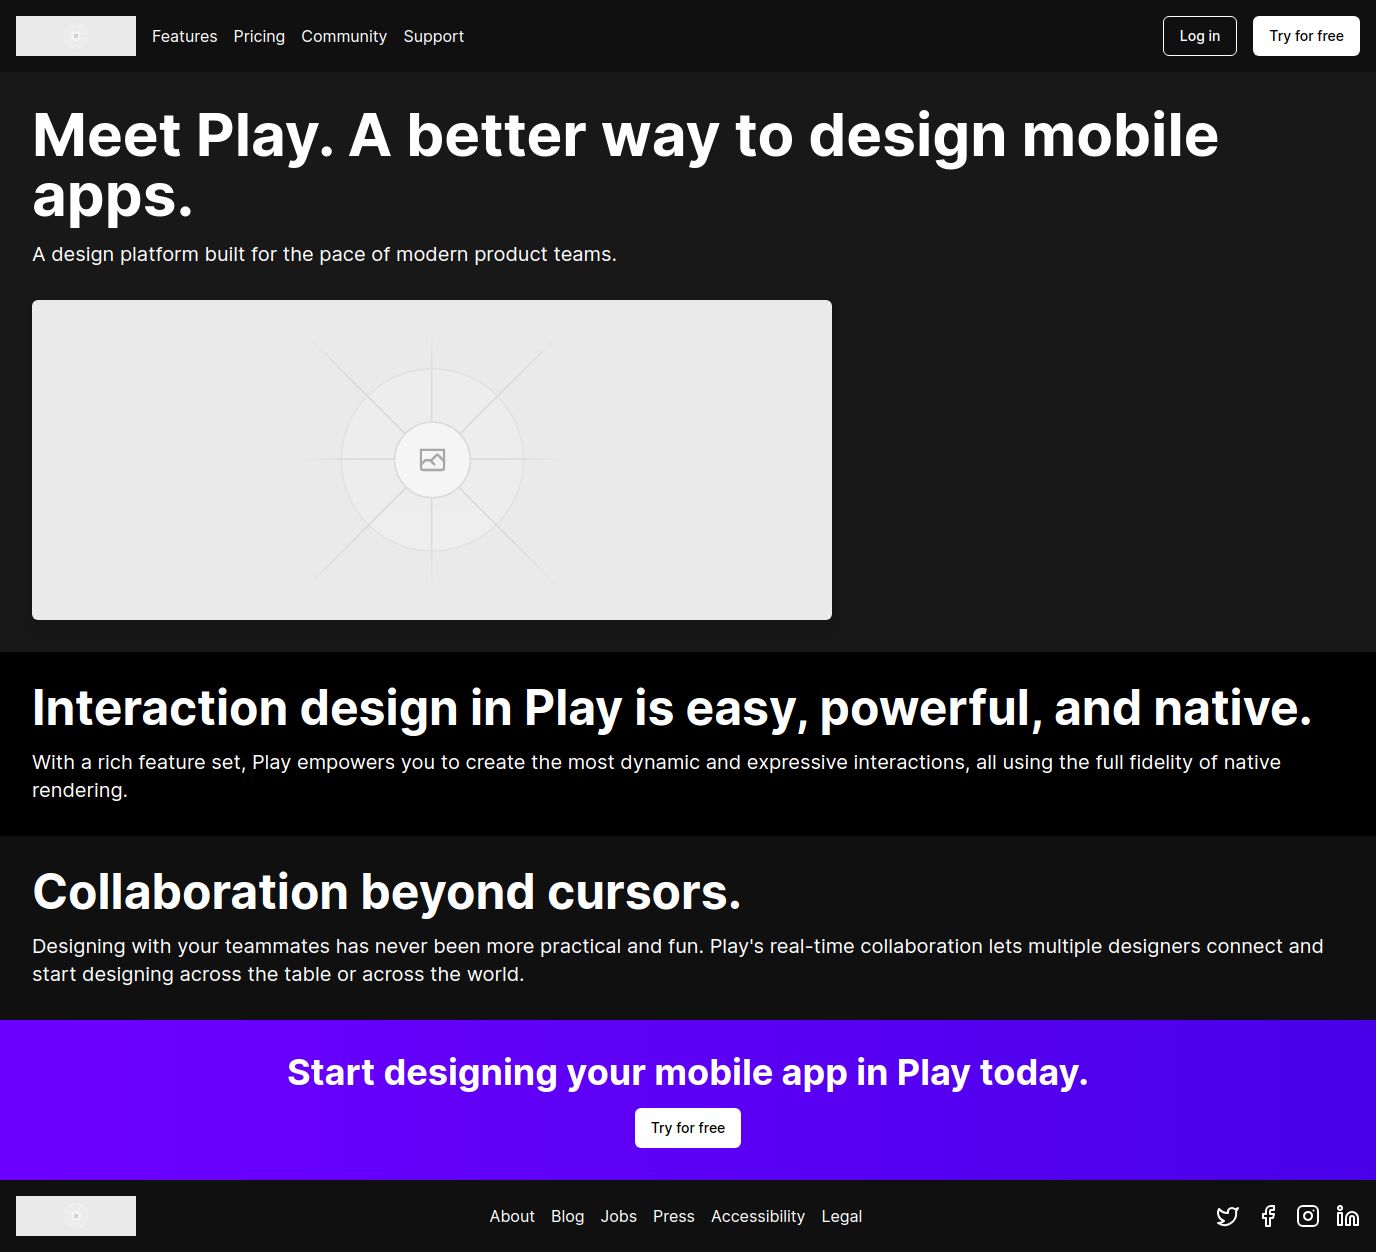 Features Pricing Community Support Log in Try for free
Meet Play. A better way to design mobile
apps.
A design platform built for the pace of modern product teams.
Interaction design in Play is easy, powerful, and native.
With a rich feature set, Play empowers you to create the most dynamic and expressive interactions, all using the full fidelity of native
rendering.
Collaboration beyond cursors.
Designing with your teammates has never been more practical and fun. Play's real-time collaboration lets multiple designers connect and
start designing across the table or across the world.
Start designing your mobile app in Play today.
Try for free
About Blog Jobs Press Accessibility Legal